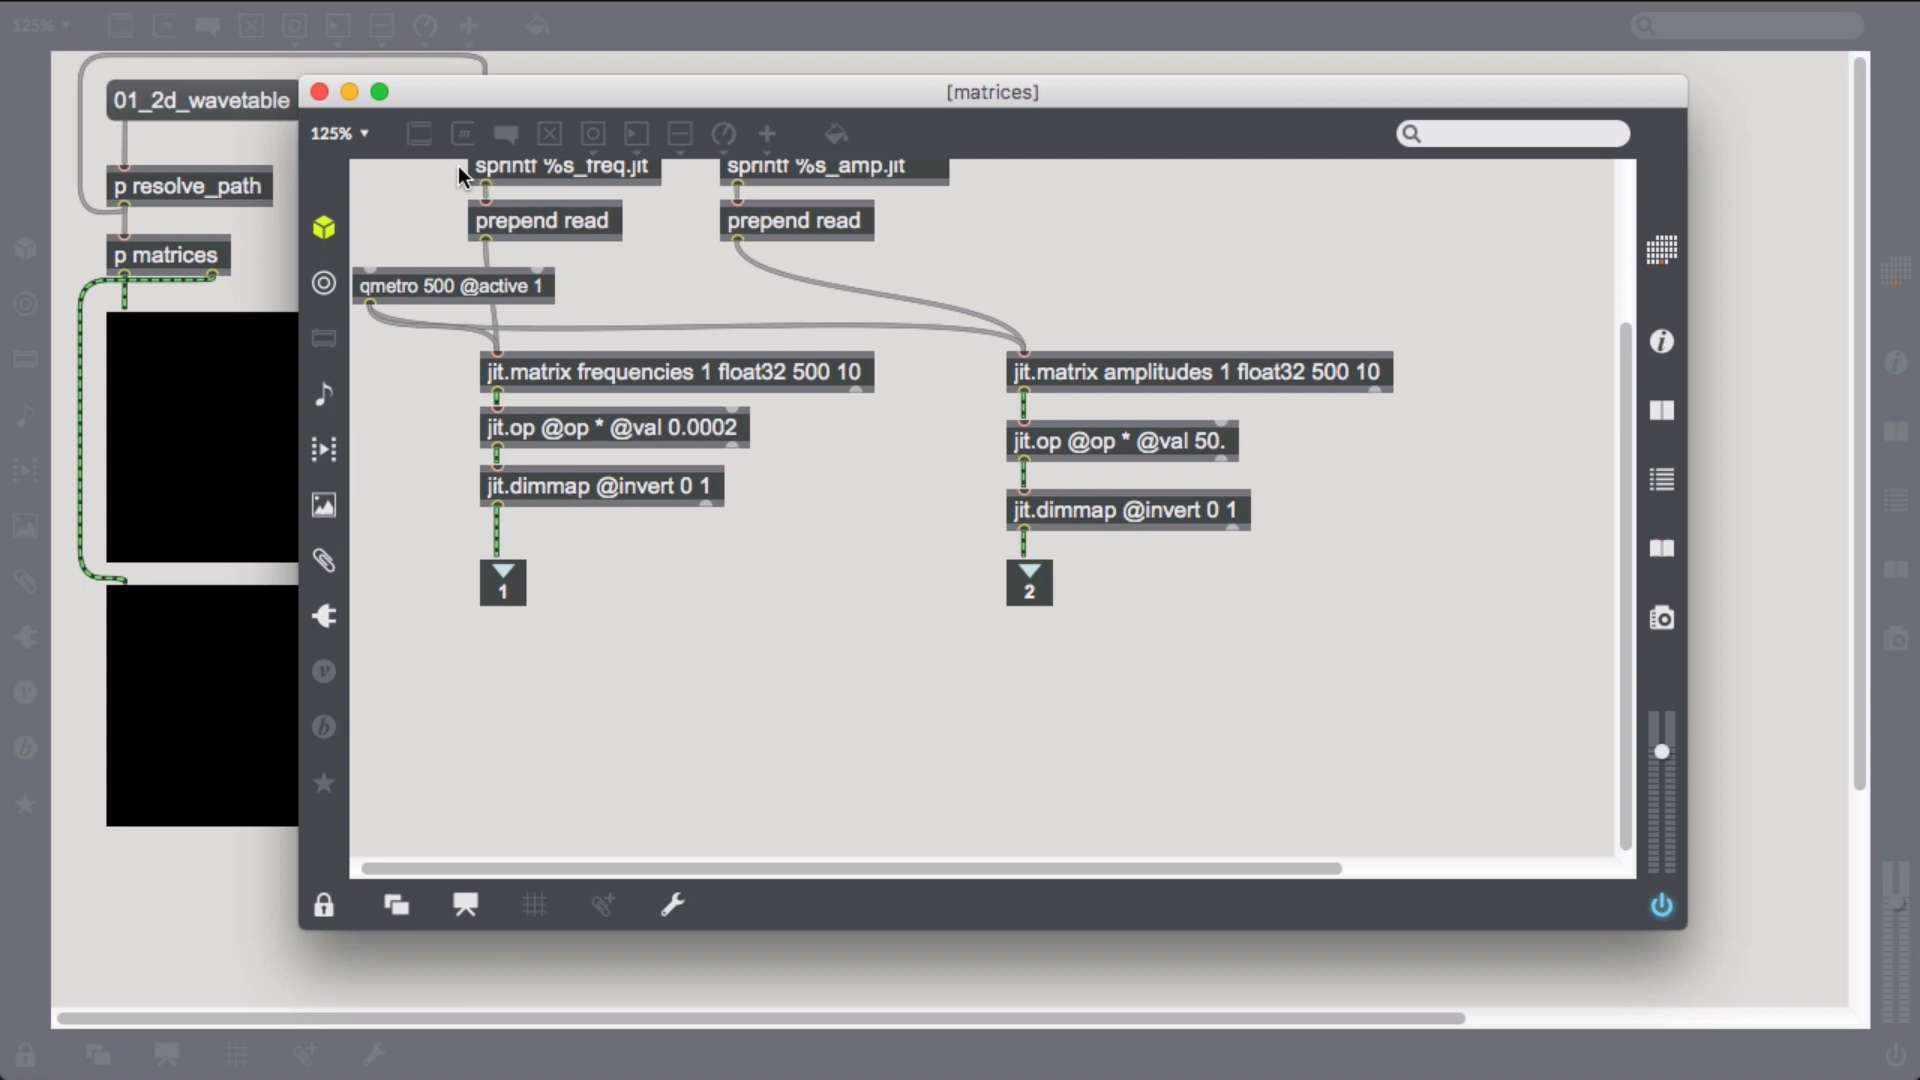 125%
01_2d_wavetable
p resolve_path
p matrices
[matrices]
125%
sprintf %s_freq.jit
sprintf %s_amp.jit
prepend read
prepend read
qmetro 500 @active 1
jit.matrix frequencies 1 float32 500 10
jit.matrix amplitudes 1 float32 500 10
jit.op @op * @val 0.0002
jit.op @op * @val 50.
jit.dimmap @invert 0 1
jit.dimmap @invert 0 1
1
2